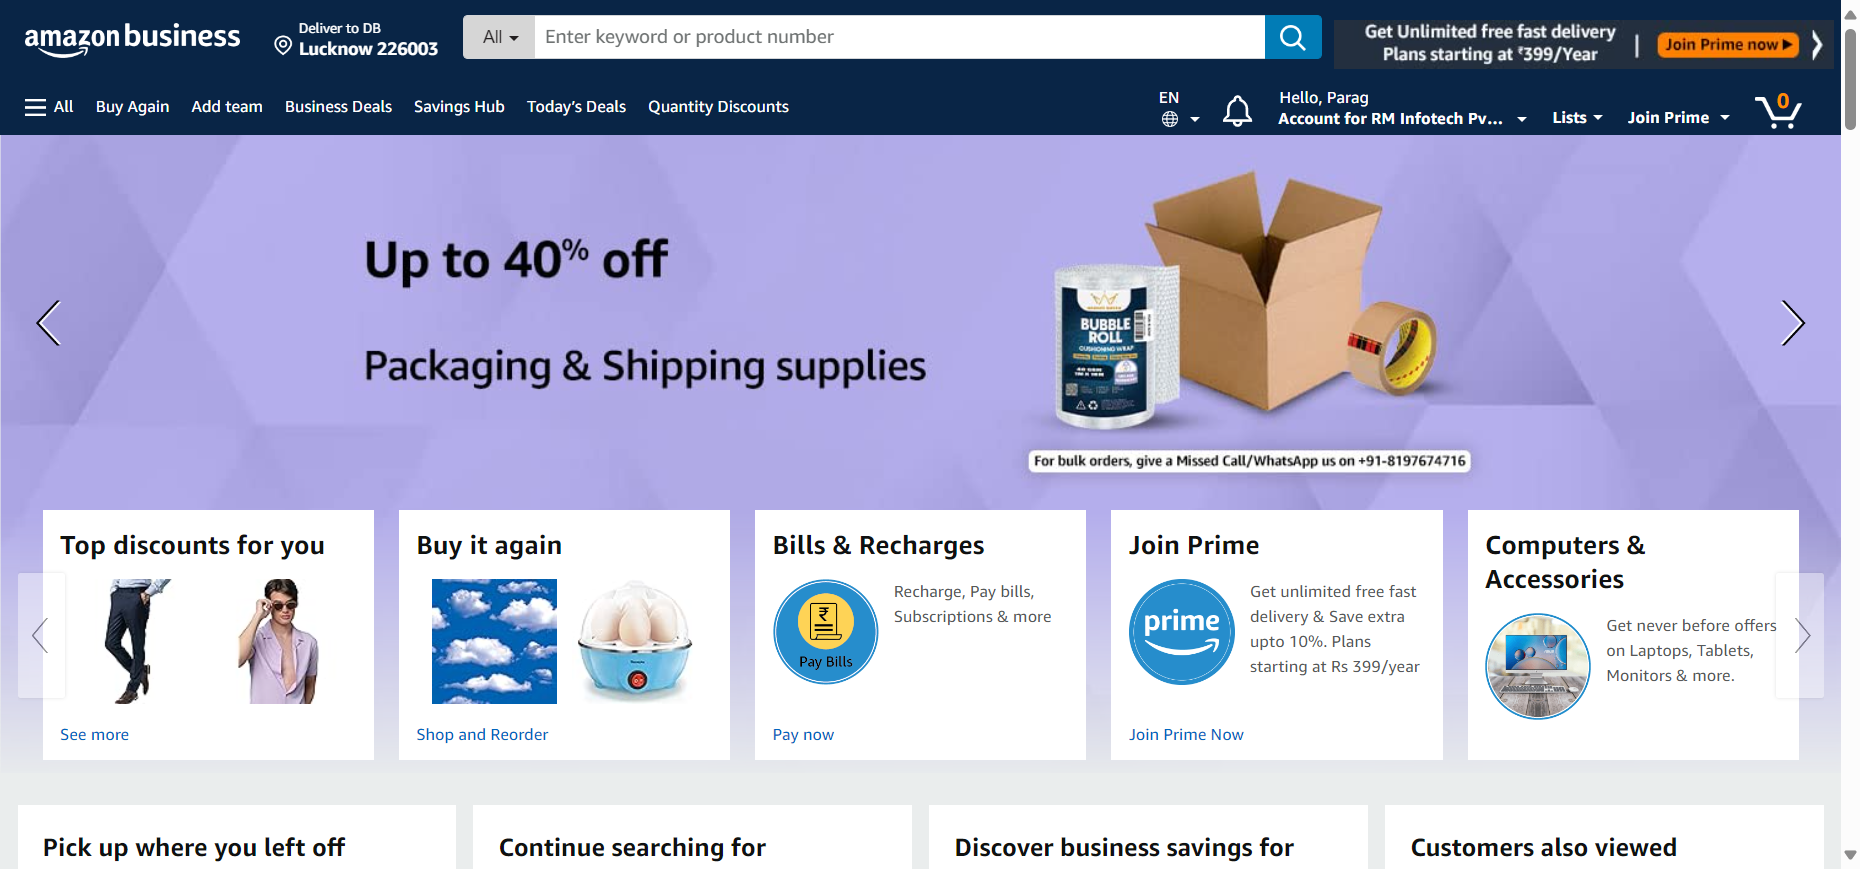 amazon business
Deliver to DB
Lucknow 226003
All
Enter keyword or product number
Get Unlimited free fast delivery
Plans starting at ₹399/Year
Join Prime now
All
Buy Again
Add team
Business Deals
Savings Hub
Today's Deals
Quantity Discounts
EN
Hello, Parag
Account for RM Infotech Pv...
Lists
Join Prime
0
Up to 40% off
Packaging & Shipping supplies
BUBBLE
ROLL
CUSHIONING WRAP
For bulk orders, give a Missed Call/WhatsApp us on +91-8197674716
Top discounts for you
See more
Buy it again
Shop and Reorder
Bills & Recharges
Pay Bills
Recharge, Pay bills,
Subscriptions & more
Pay now
Join Prime
prime
Get unlimited free fast
delivery & Save extra
upto 10%. Plans
starting at Rs 399/year
Join Prime Now
Computers &
Accessories
Get never before offers
on Laptops, Tablets,
Monitors & more.
Pick up where you left off
Continue searching for
Discover business savings for
Customers also viewed